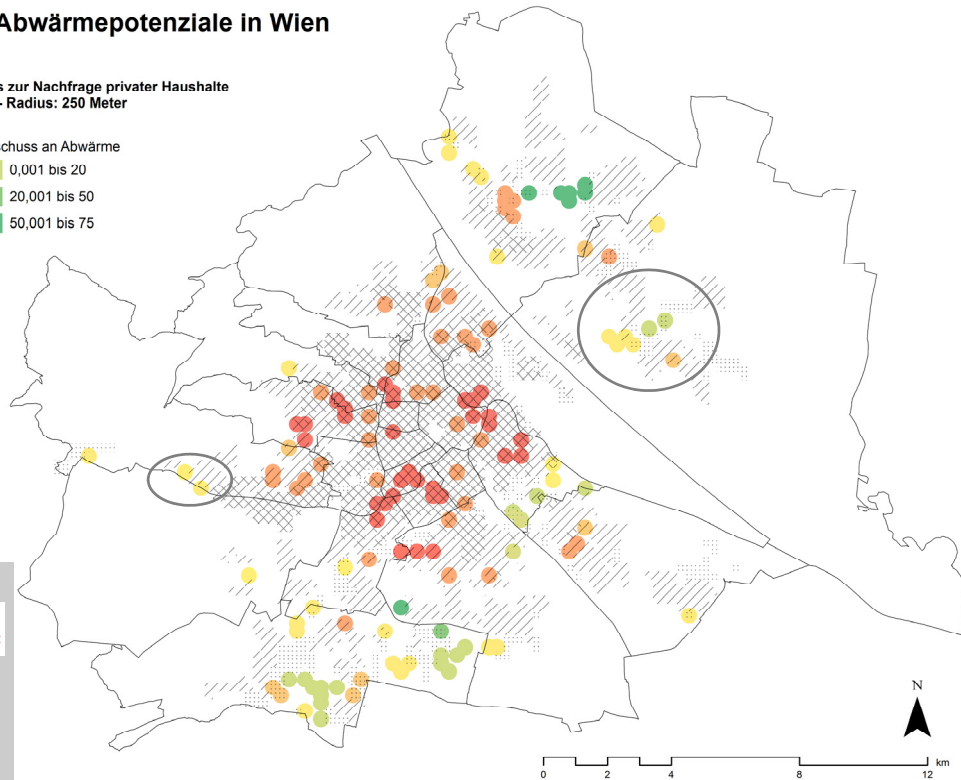 Abwärmepotenziale in Wien
zur Nachfrage privater Haushalte
- Radius: 250 Meter
an Abwärme
0,001 bis 20
20,001 bis 50
50,001 bis 75
N
km
0 2 4 8 12